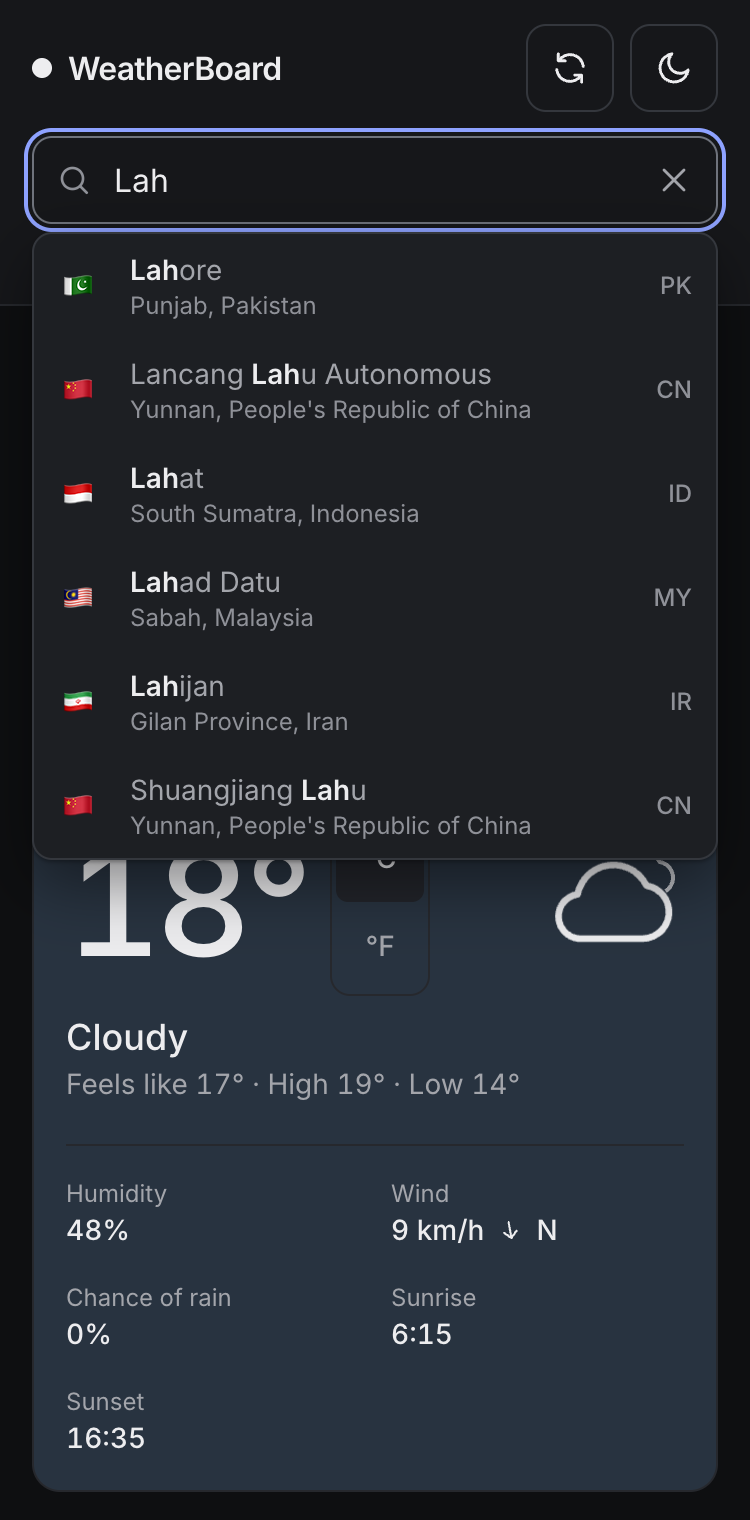 WeatherBoard
Lah
Lahore
Punjab, Pakistan
PK
Lancang Lahu Autonomous
Yunnan, People's Republic of China
CN
Lahat
South Sumatra, Indonesia
ID
Lahad Datu
Sabah, Malaysia
MY
Lahijan
Gilan Province, Iran
IR
Shuangjiang Lahu
Yunnan, People's Republic of China
CN
18°
°F
Cloudy
Feels like 17° · High 19° · Low 14°
Humidity
48%
Wind
9 km/h ↓ N
Chance of rain
0%
Sunrise
6:15
Sunset
16:35